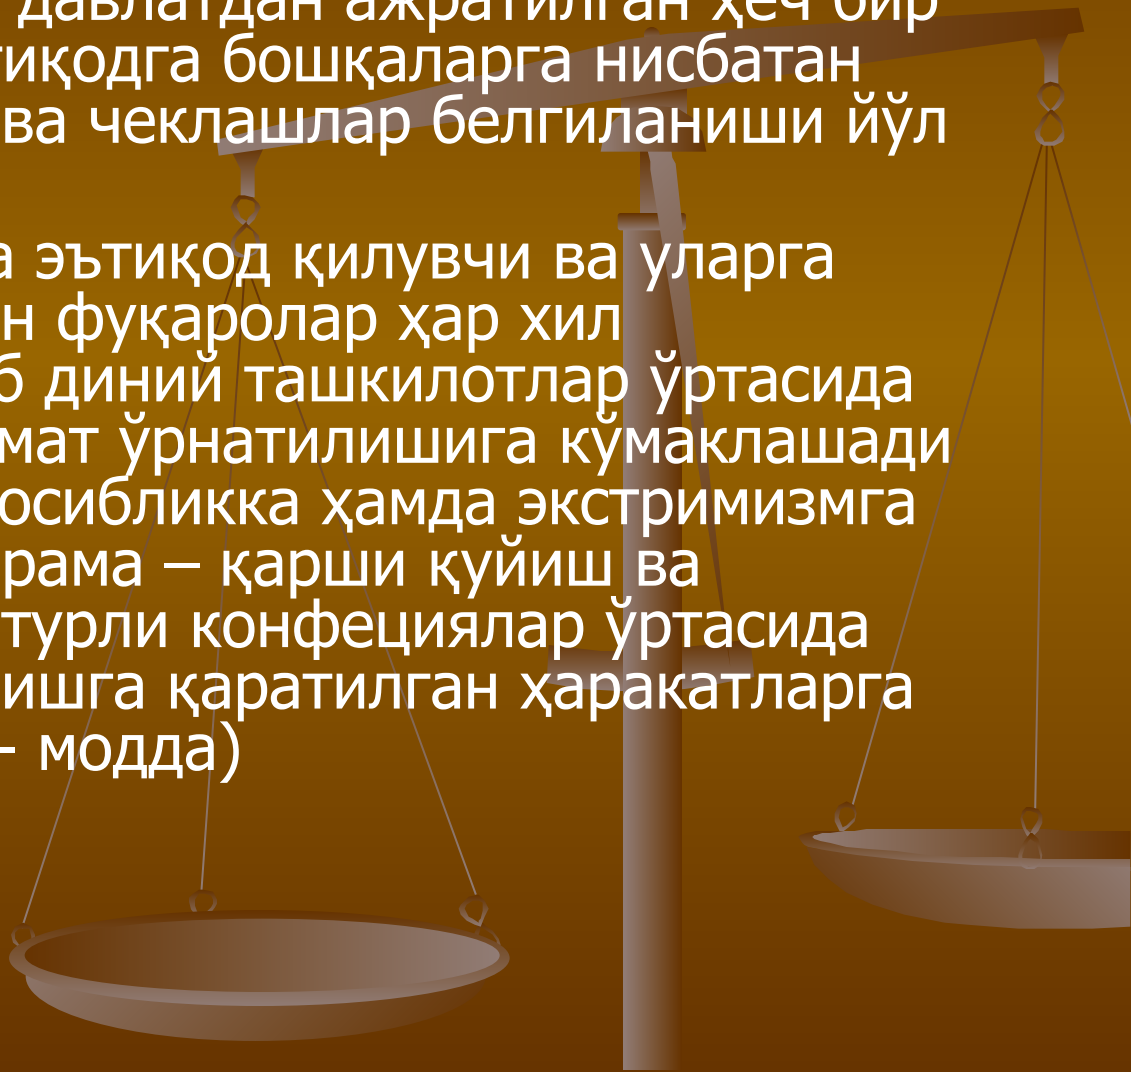 давлатдан ажратилган ҳеч бир
тиқодга бошқаларга нисбатан
ва чеклашлар белгиланиши йўл
а эътиқод қилувчи ва уларга
н фуқаролар ҳар хил
б диний ташкилотлар ўртасида
мат ўрнатилишига кўмаклашади
осибликка ҳамда экстримизмга
рама – қарши қуйиш ва
турли конфециялар ўртасида
ишга қаратилган ҳаракатларга
- модда)